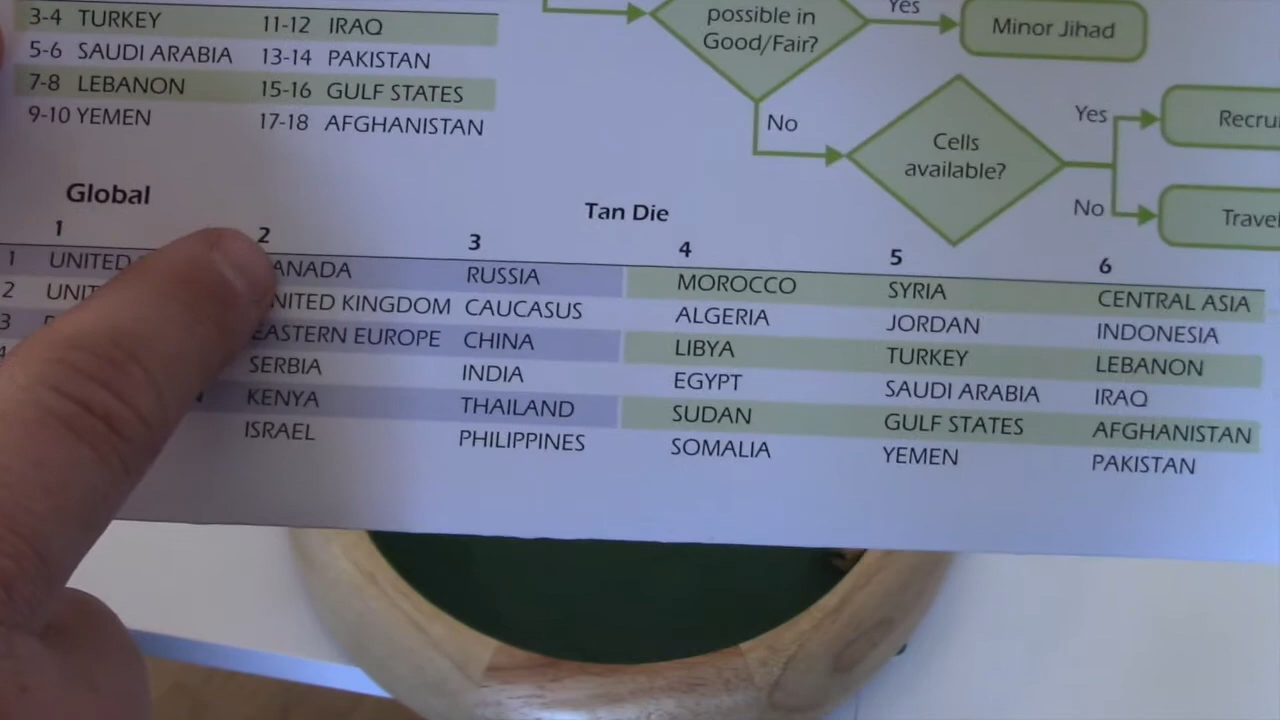 3-4 TURKEY 11-12 IRAQ
5-6 SAUDI ARABIA 13-14 PAKISTAN
7-8 LEBANON 15-16 GULF STATES
9-10 YEMEN 17-18 AFGHANISTAN
possible in
Good/Fair?
Yes
Minor Jihad
No
Cells
available?
Yes
No
Global
Tan Die
1 2 3 4 5 6
1 UNITED RUSSIA MOROCCO SYRIA CENTRAL ASIA
2 KINGDOM CAUCASUS ALGERIA JORDAN INDONESIA
3 EASTERN EUROPE CHINA LIBYA TURKEY LEBANON
SERBIA INDIA EGYPT SAUDI ARABIA IRAQ
KENYA THAILAND SUDAN GULF STATES AFGHANISTAN
ISRAEL PHILIPPINES SOMALIA YEMEN PAKISTAN